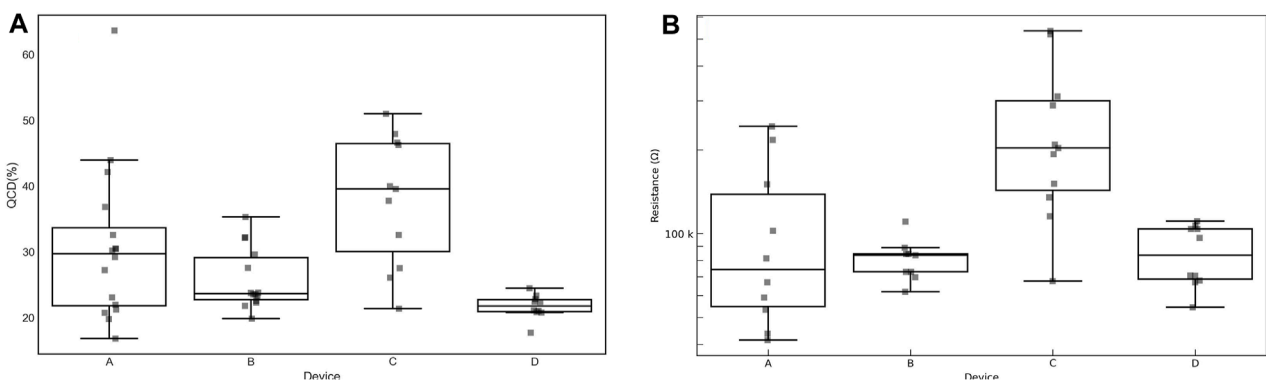 A
QCD(%)
60
50
40
30
20
A B C D
Device
B
Resistance (Ω)
100 k
A B C D
Device